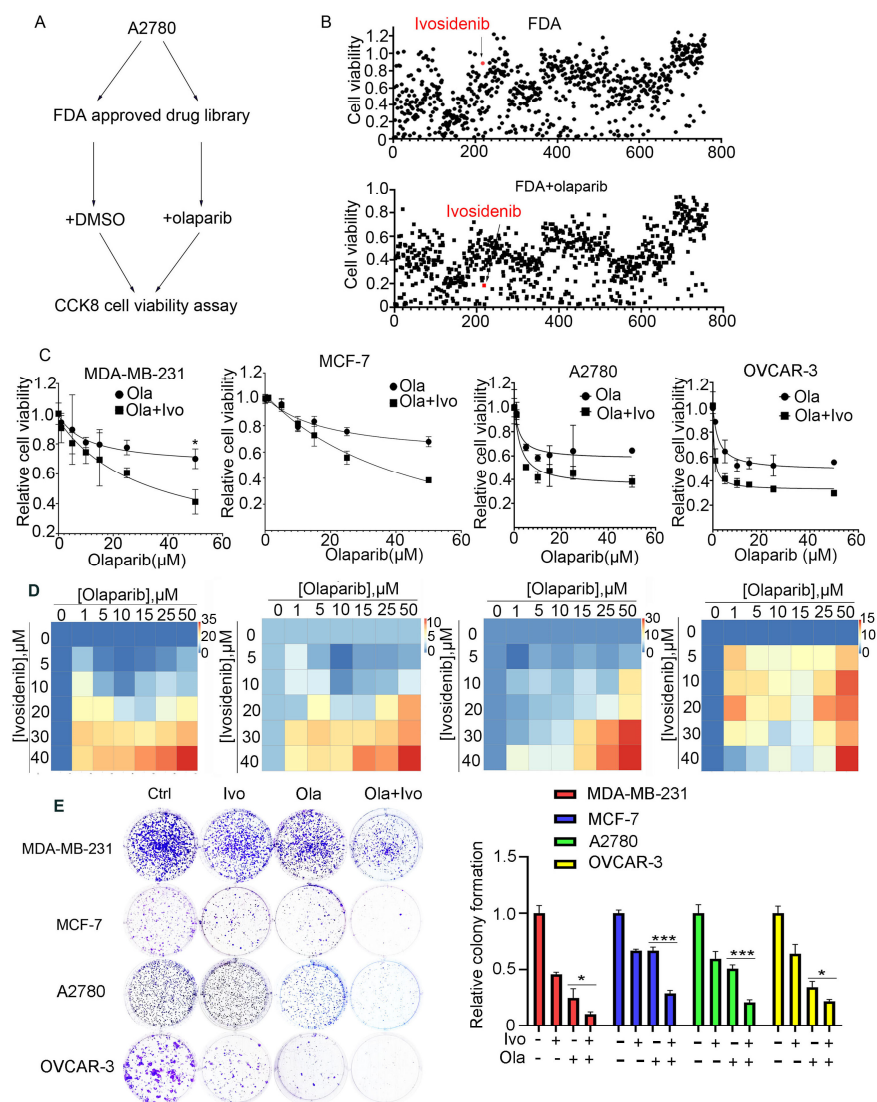 A
A2780
FDA approved drug library
+DMSO
+olaparib
CCK8 cell viability assay
B
Ivosidenib
FDA
Cell viability
1.2
1.0
0.8
0.6
0.4
0.2
0
0 200 400 600 800
FDA+olaparib
Ivosidenib
Cell viability
1.0
0.8
0.6
0.4
0.2
0
0 200 400 600 800
C
MDA-MB-231
Relative cell viability
1.2
1.0
0.8
0.6
0.4
0.2
Ola
Ola+Ivo
*
0 20 40 60
Olaparib(μM)
MCF-7
Relative cell viability
1.2
1.0
0.8
0.6
0.4
0.2
Ola
Ola+Ivo
0 20 40 60
Olaparib(μM)
A2780
Relative cell viability
1.2
1.0
0.8
0.6
0.4
0.2
0
Ola
Ola+Ivo
0 20 40 60
Olaparib(μM)
OVCAR-3
Relative cell viability
1.2
1.0
0.8
0.6
0.4
0.2
0
Ola
Ola+Ivo
0 20 40 60
Olaparib (μM)
D
[Olaparib],μM
0 1 5 10 15 25 50
[Ivosidenib],μM
0
5
10
20
30
40
35
20
0
[Olaparib],μM
0 1 5 10 15 25 50
[Ivosidenib],μM
0
5
10
20
30
40
10
5
0
[Olaparib],μM
0 1 5 10 15 25 50
[Ivosidenib],μM
0
5
10
20
30
40
30
10
0
[Olaparib],μM
0 1 5 10 15 25 50
[Ivosidenib],μM
0
5
10
20
30
40
15
10
0
E
Ctrl Ivo Ola Ola+Ivo
MDA-MB-231
MCF-7
A2780
OVCAR-3
MDA-MB-231
MCF-7
A2780
OVCAR-3
Relative colony formation
1.5
1.0
0.5
0
* *** *** *
Ivo - + - + - + - + - + - + - + - +
Ola - - + + - - + + - - + + - - + +